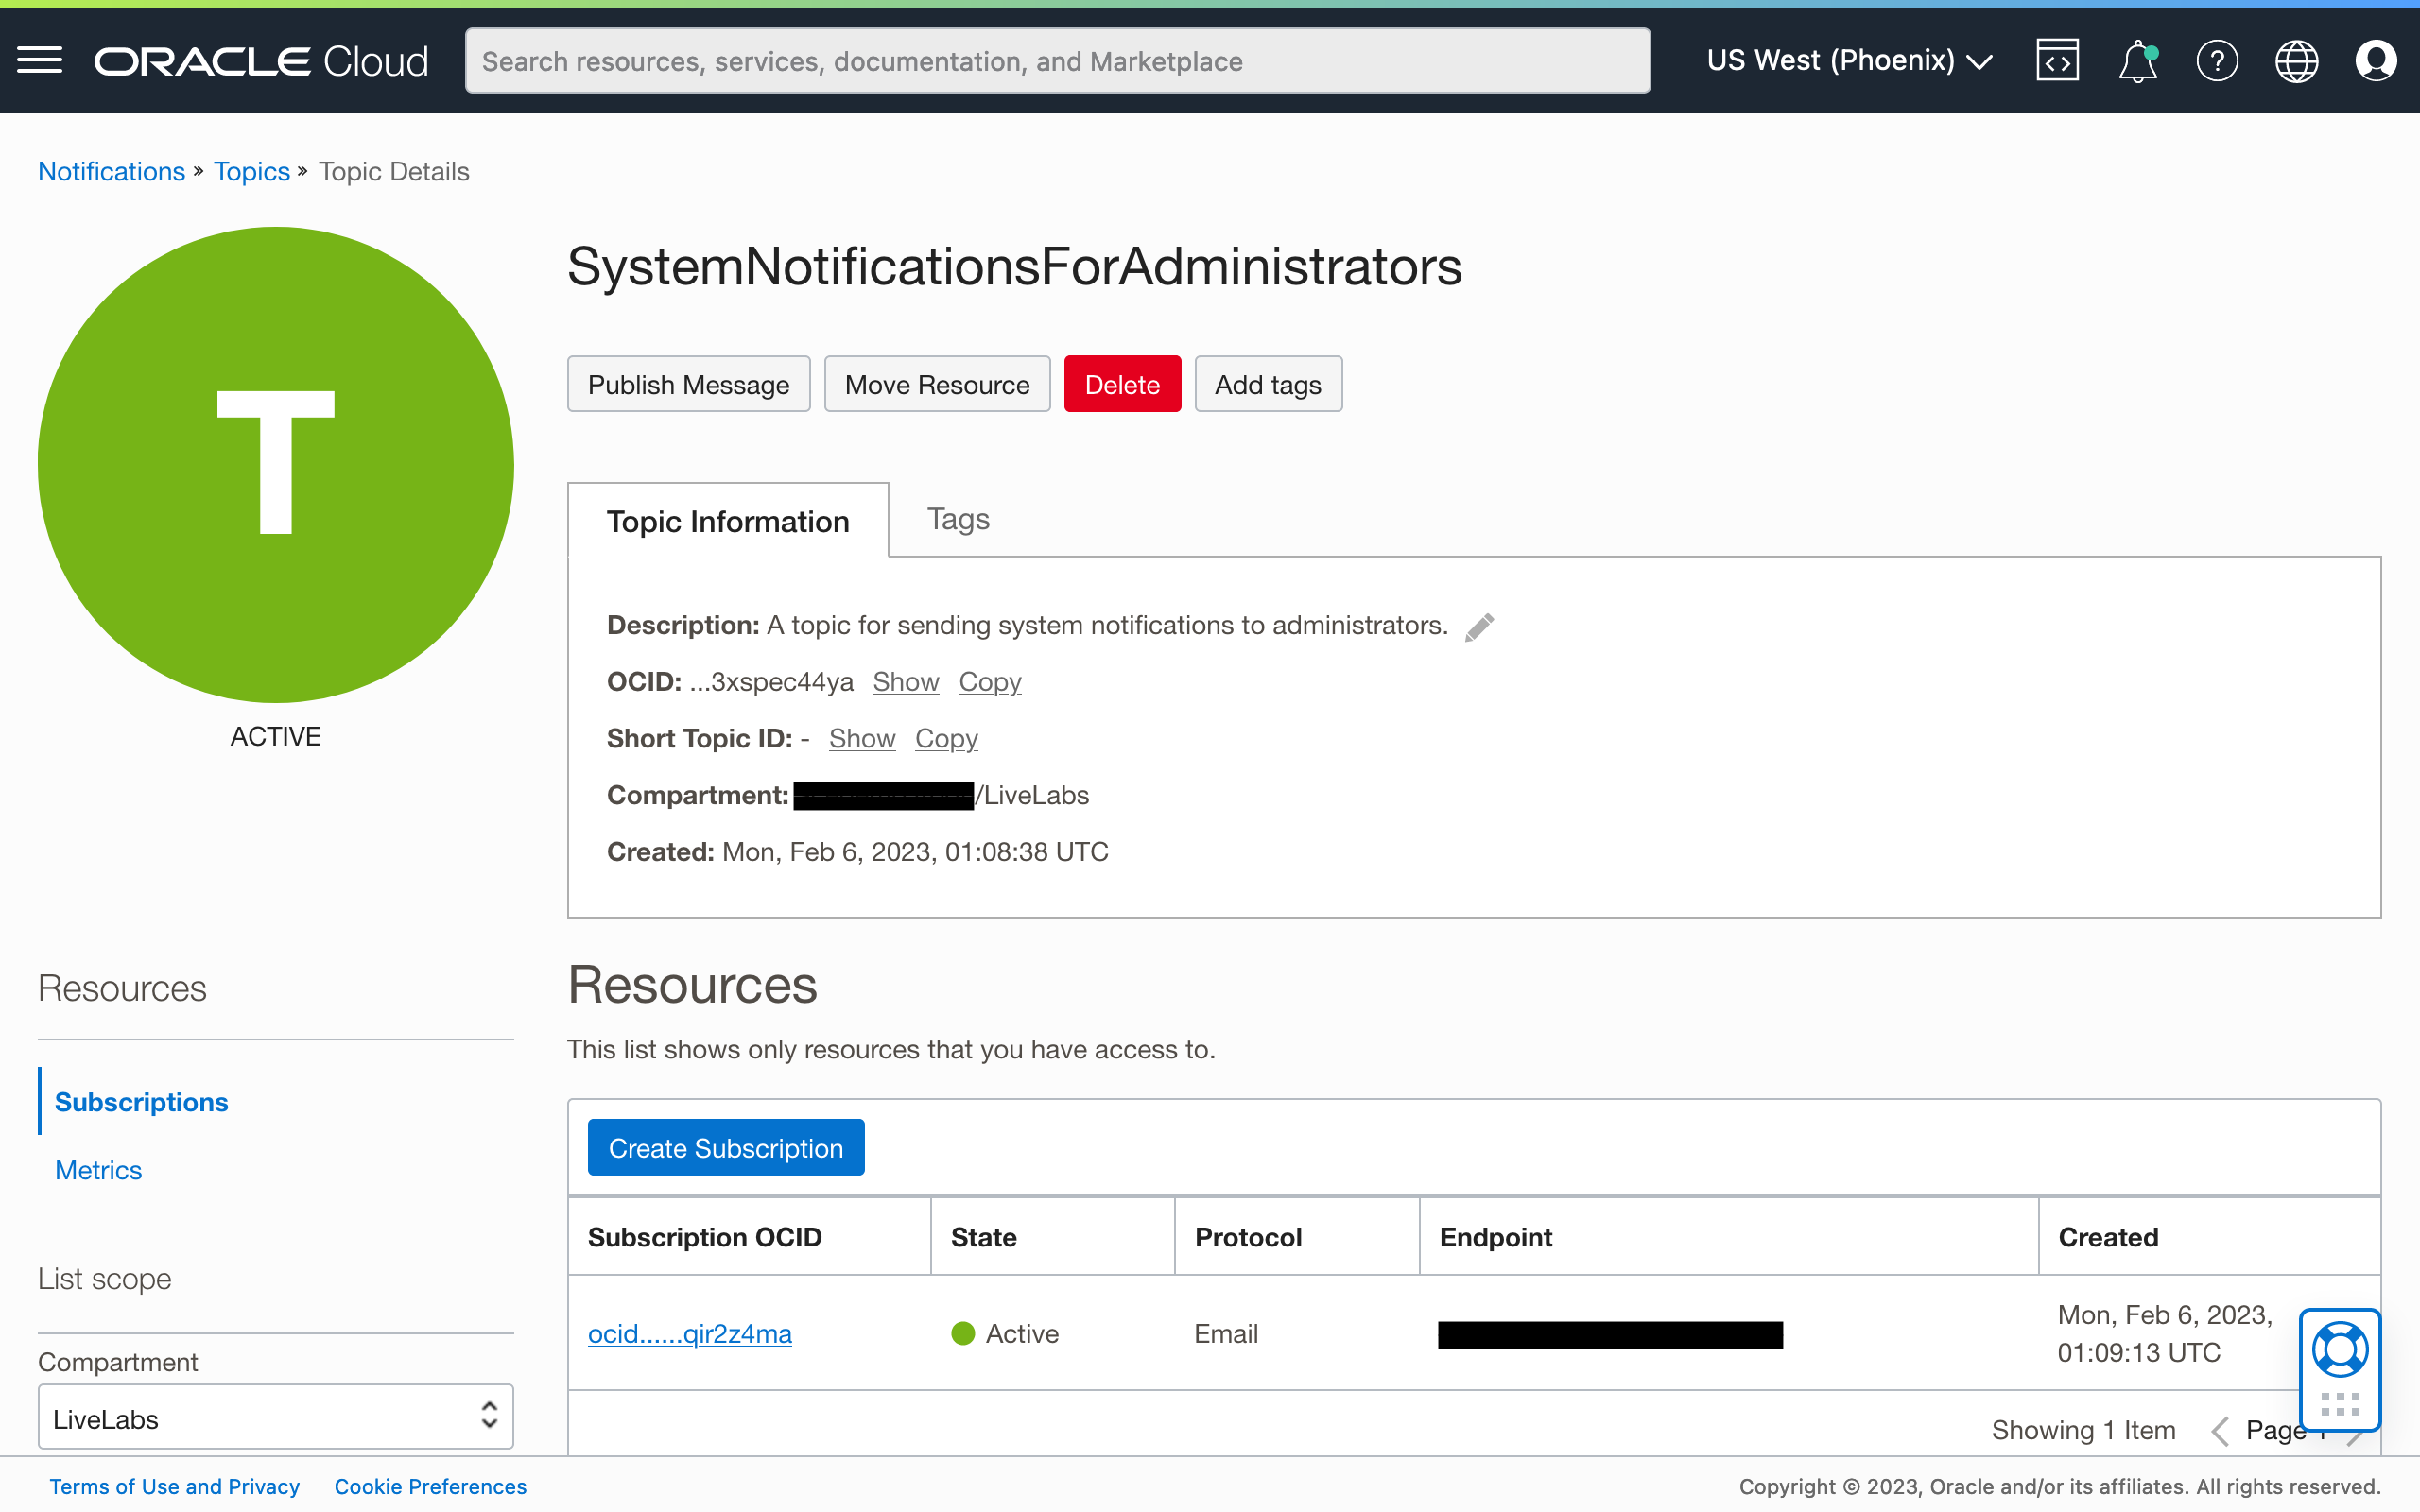 ORACLE Cloud
Search resources, services, documentation, and Marketplace
US West (Phoenix)
Notifications » Topics » Topic Details
T
ACTIVE
SystemNotificationsForAdministrators
Publish Message
Move Resource
Delete
Add tags
Topic Information
Tags
Description: A topic for sending system notifications to administrators.
OCID: ...3xspec44ya Show Copy
Short Topic ID: - Show Copy
Compartment: /LiveLabs
Created: Mon, Feb 6, 2023, 01:08:38 UTC
Resources
Subscriptions
Metrics
List scope
Compartment
LiveLabs
Resources
This list shows only resources that you have access to.
Create Subscription
Subscription OCID State Protocol Endpoint Created
ocid......qir2z4ma Active Email Mon, Feb 6, 2023,
01:09:13 UTC
Showing 1 Item Page 1
Terms of Use and Privacy Cookie Preferences
Copyright © 2023, Oracle and/or its affiliates. All rights reserved.